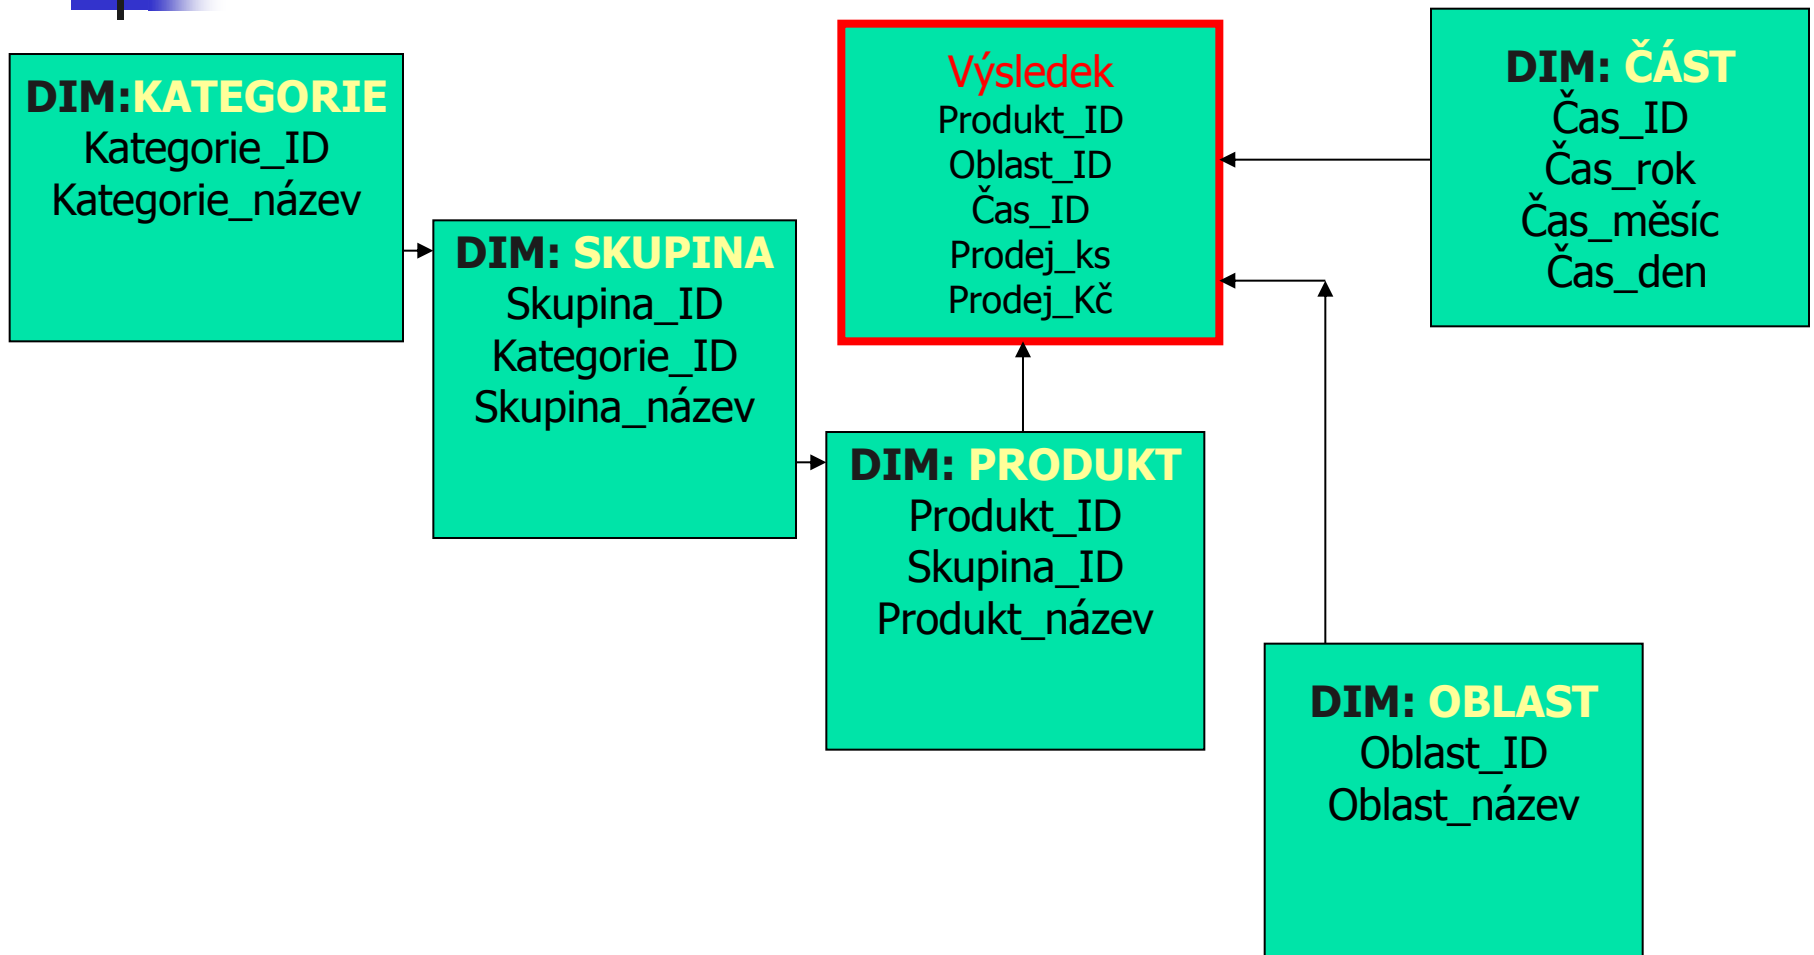 DIM:KATEGORIE
Kategorie_ID
Kategorie_název
DIM: SKUPINA
Skupina_ID
Kategorie_ID
Skupina_název
Výsledek
Produkt_ID
Oblast_ID
Čas_ID
Prodej_ks
Prodej_Kč
DIM: PRODUKT
Produkt_ID
Skupina_ID
Produkt_název
DIM: ČÁST
Čas_ID
Čas_rok
Čas_měsíc
Čas_den
DIM: OBLAST
Oblast_ID
Oblast_název